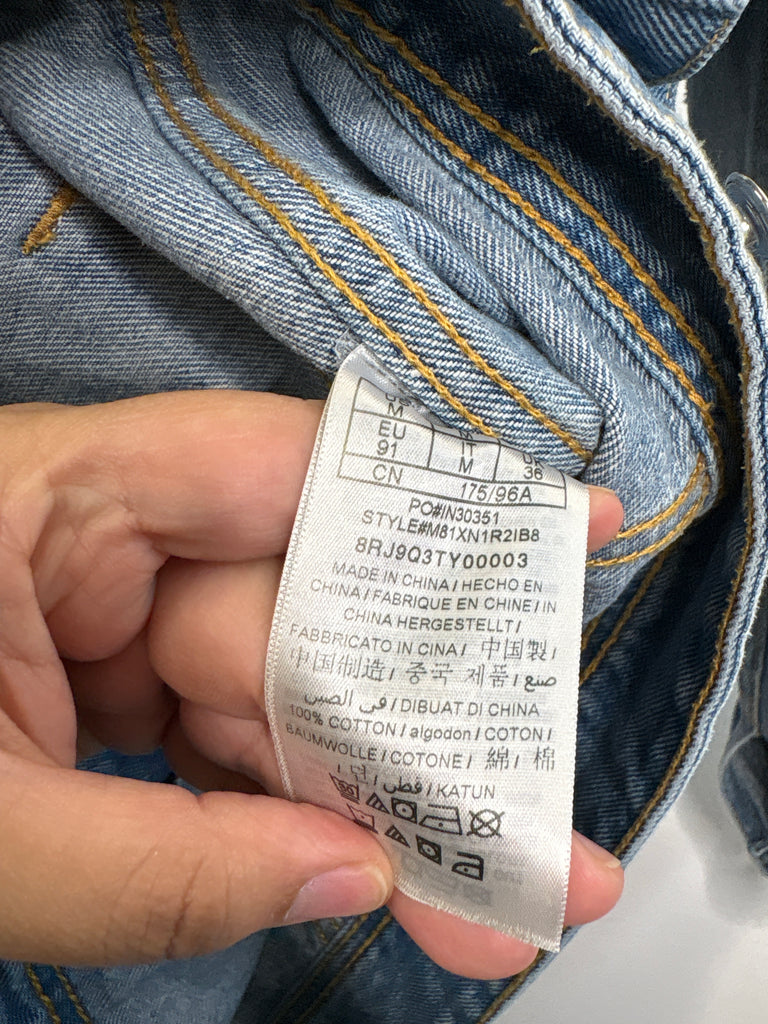 M
EU IT
91 M 36
CN 175/96A
PO#IN30351
STYLE#M81XN1R2IB8
8RJ9Q3TY00003
MADE IN CHINA / HECHO EN
CHINA / FABRIQUE EN CHINE / IN
CHINA HERGESTELLT /
FABBRICATO IN CINA / 中国製 /
中国制造 / 중국 제품 / صنع
في الصين / DIBUAT DI CHINA
100% COTTON / algodon / COTON /
BAUMWOLLE / COTONE / 綿 / 棉
/ 면 / قطن / KATUN